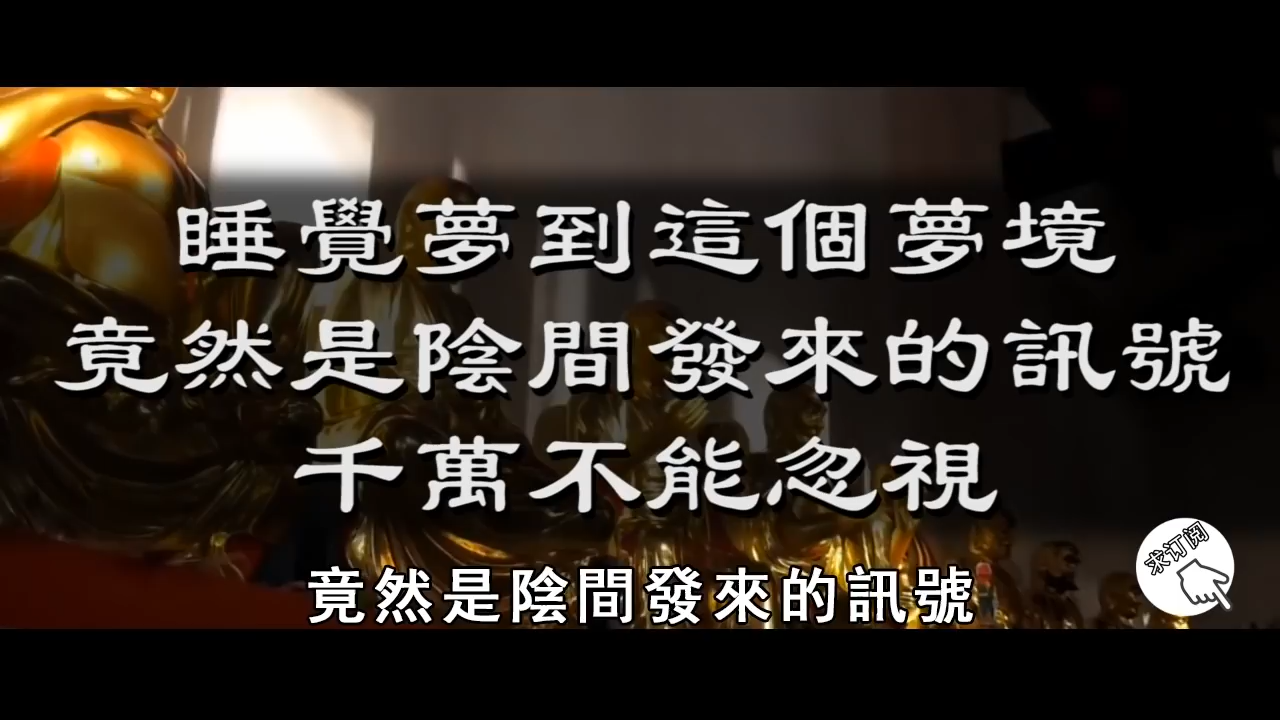 睡覺夢到這個夢境
竟然是陰間發來的訊號
千萬不能忽視
求订阅
竟然是陰間發來的訊號